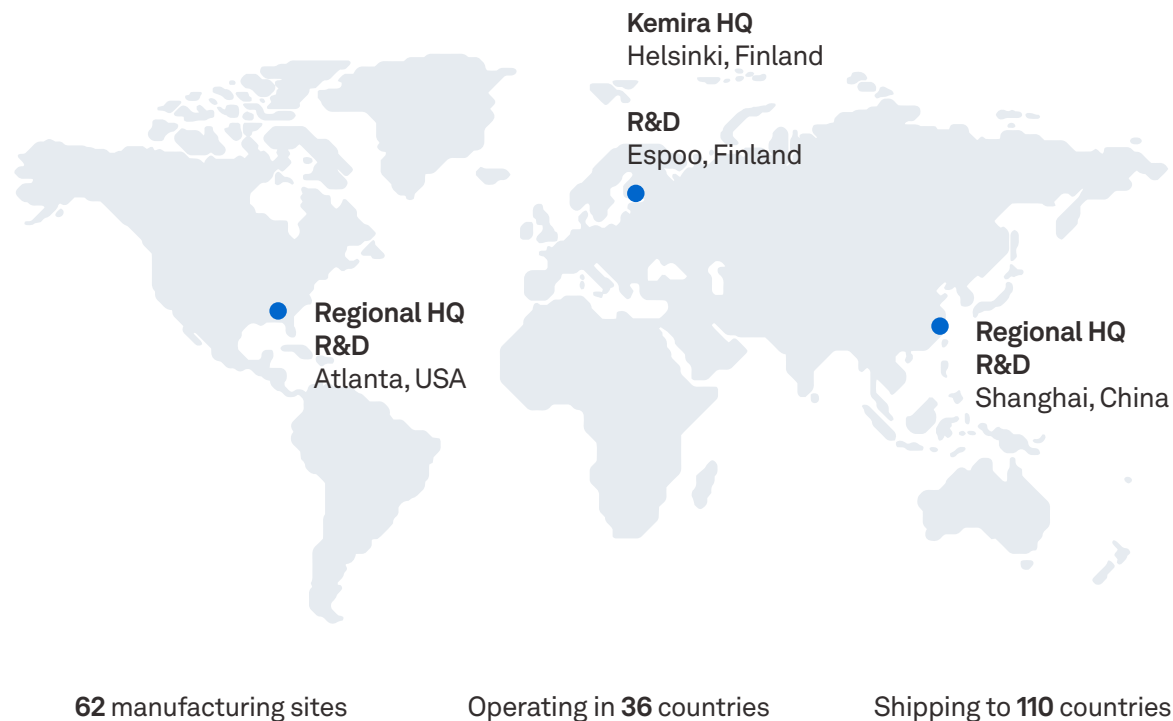 Kemira HQ
Helsinki, Finland
R&D
Espoo, Finland
Regional HQ
R&D
Atlanta, USA
Regional HQ
R&D
Shanghai, China
62 manufacturing sites
Operating in 36 countries
Shipping to 110 countries